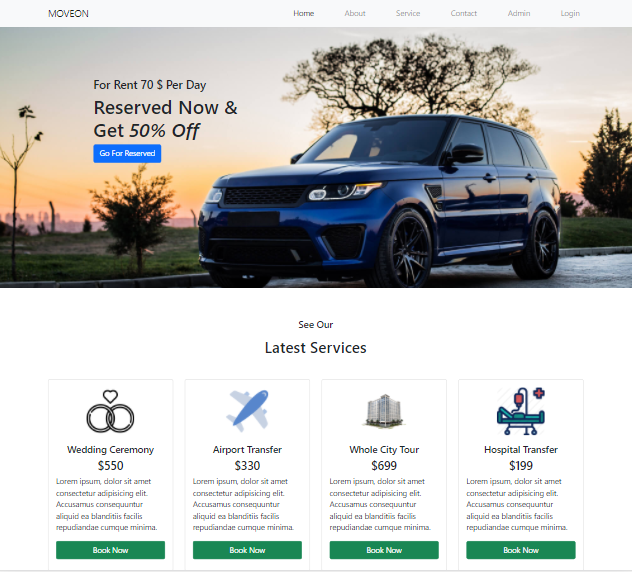 MOVEON
Home About Service Contact Admin Login
For Rent 70 $ Per Day
Reserved Now &
Get 50% Off
Go For Reserved
See Our
Latest Services
Wedding Ceremony
$550
Lorem ipsum, dolor sit amet
consectetur adipisicing elit.
Accusamus consequuntur
aliquid ea blanditiis facilis
repudiandae cumque minima.
Book Now
Airport Transfer
$330
Lorem ipsum, dolor sit amet
consectetur adipisicing elit.
Accusamus consequuntur
aliquid ea blanditiis facilis
repudiandae cumque minima.
Book Now
Whole City Tour
$699
Lorem ipsum, dolor sit amet
consectetur adipisicing elit.
Accusamus consequuntur
aliquid ea blanditiis facilis
repudiandae cumque minima.
Book Now
Hospital Transfer
$199
Lorem ipsum, dolor sit amet
consectetur adipisicing elit.
Accusamus consequuntur
aliquid ea blanditiis facilis
repudiandae cumque minima.
Book Now